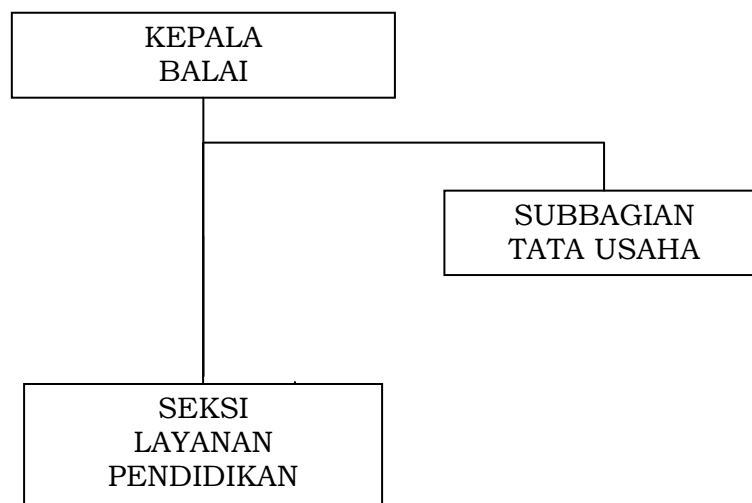 KEPALA
BALAI
SUBBAGIAN
TATA USAHA
SEKSI
LAYANAN
PENDIDIKAN